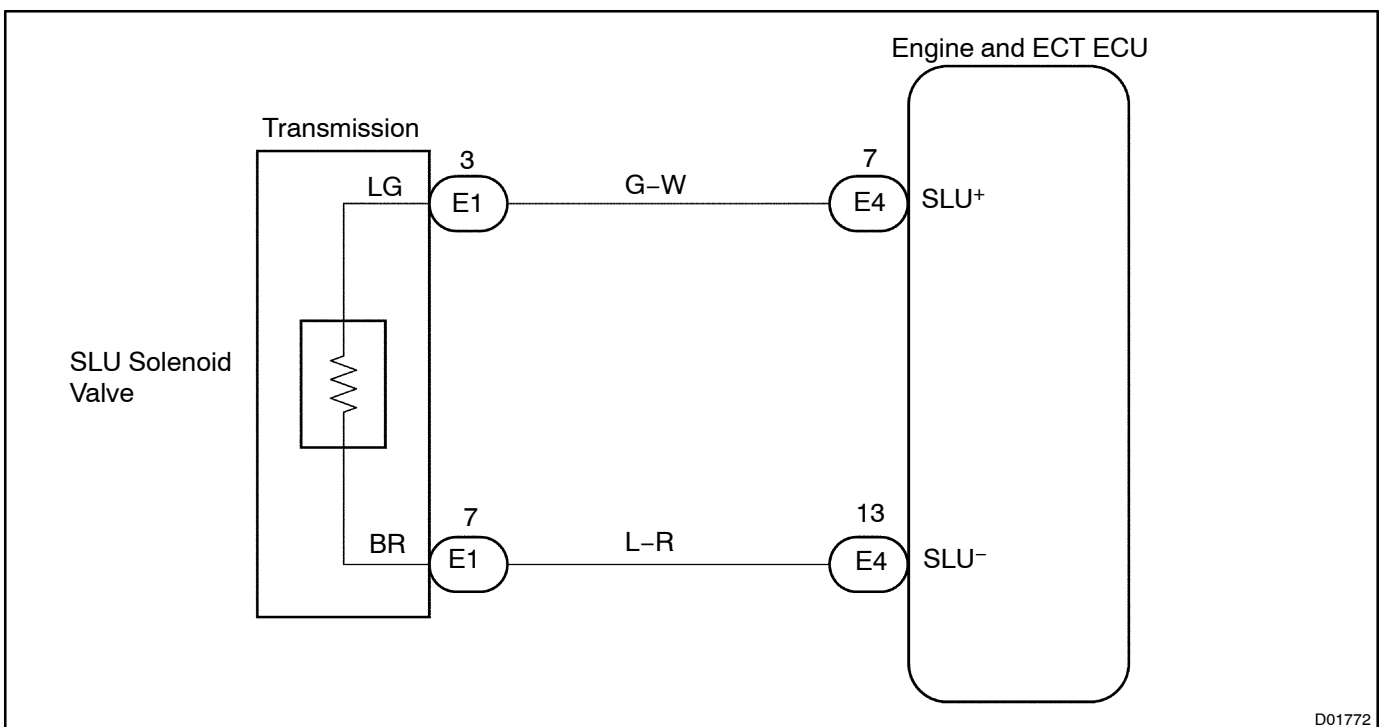 Engine and ECT ECU
Transmission
3
7
LG
E1
G−W
E4
SLU+
SLU Solenoid
Valve
7
13
BR
E1
L−R
E4
SLU−
D01772